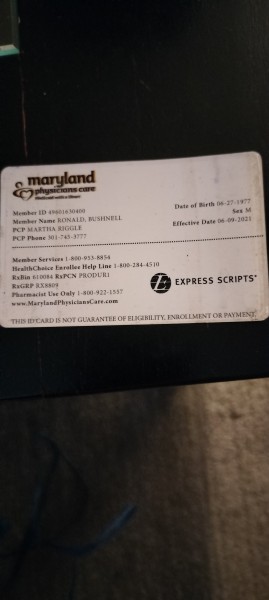 maryland
physicians care
Member ID 49601630400
Date of Birth 06-27-1977
Member Name RONALD, BUSHNELL
Sex M
PCP MARTHA RIGGLE
Effective Date 06-09-2021
PCP Phone 301-745-3777
Member Services 1-800-953-8854
HealthChoice Enrollee Help Line 1-800-284-4510
RxBin 610084 RxPCN PRODUR1
EXPRESS SCRIPTS®
RxGRP RX8809
Pharmacist Use Only 1-800-922-1557
www.MarylandPhysiciansCare.com
THIS ID CARD IS NOT GUARANTEE OF ELIGIBILITY, ENROLLMENT OR PAYMENT.